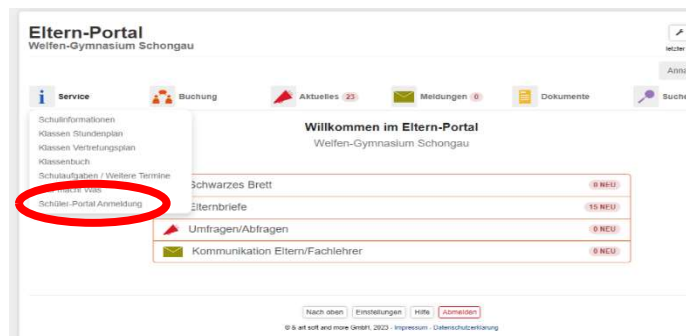 Eltern-Portal
Welfen-Gymnasium Schongau
letzter
Service
Buchung
Aktuelles 23
Meldungen 0
Dokumente
Suche
Schulinformationen
Klassen Stundenplan
Klassen Vertretungsplan
Klassenbuch
Schulaufgaben / Weitere Termine
macht Was
Schüler-Portal Anmeldung
Willkommen im Eltern-Portal
Welfen-Gymnasium Schongau
Schwarzes Brett 0 NEU
Elternbriefe 15 NEU
Umfragen/Abfragen 0 NEU
Kommunikation Eltern/Fachlehrer 0 NEU
Nach oben Einstellungen Hilfe Abmelden
© & art soft and more GmbH, 2023 - Impressum - Datenschutzerklärung